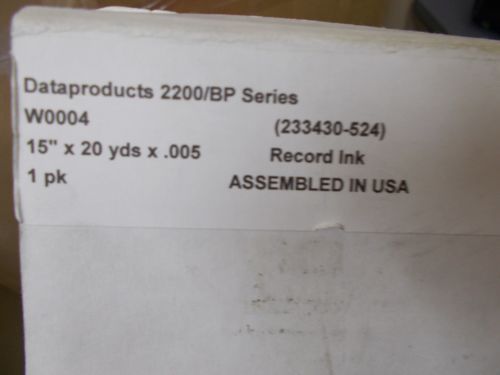 Dataproducts 2200/BP Series
W0004 (233430-524)
15" x 20 yds x .005 Record Ink
1 pk ASSEMBLED IN USA